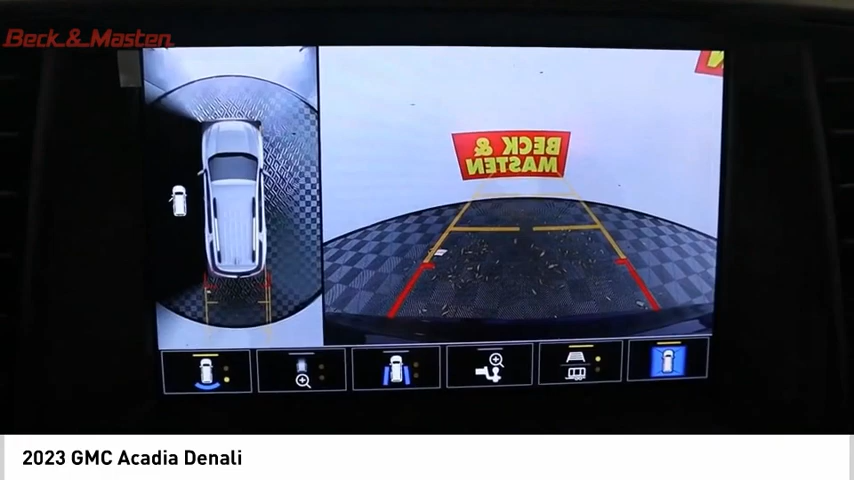 Beck & Masten
BECK &
MASTEN
N
2023 GMC Acadia Denali